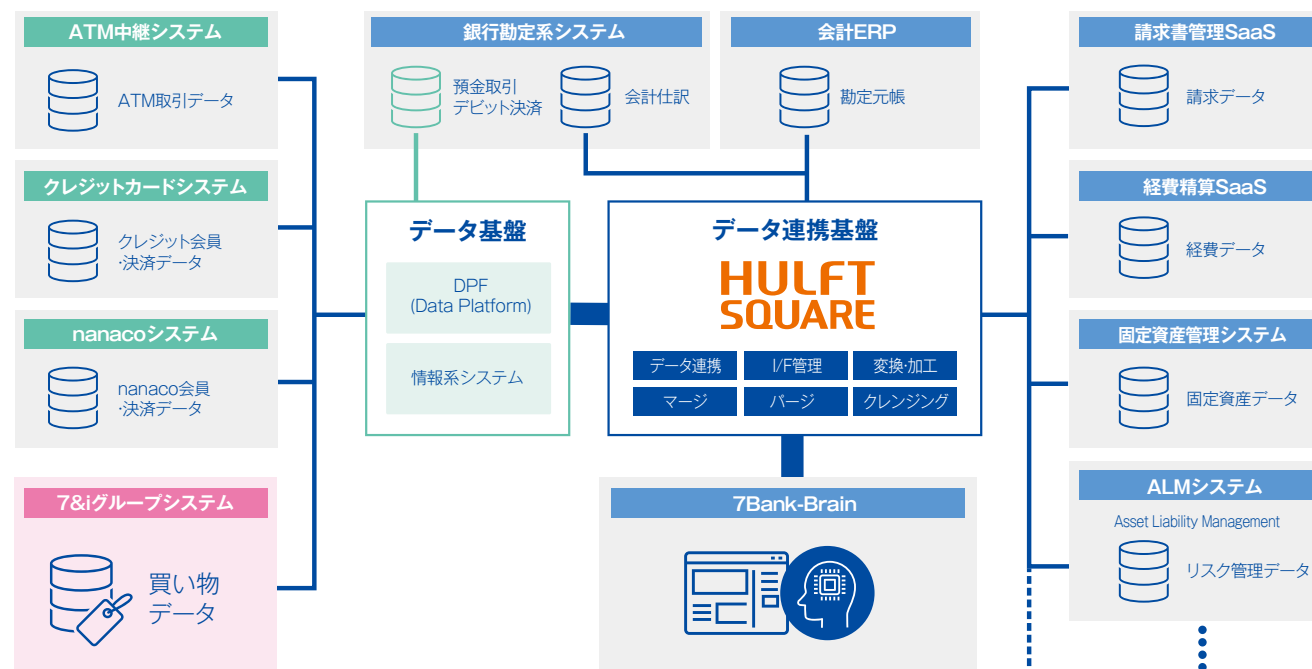 ATM中継システム
ATM取引データ
クレジットカードシステム
クレジット会員
・決済データ
nanacoシステム
nanaco会員
・決済データ
7&iグループシステム
買い物
データ
銀行勘定系システム
預金取引
デビット決済
会計仕訳
会計ERP
勘定元帳
データ基盤
DPF
(Data Platform)
情報系システム
データ連携基盤
HULFT
SQUARE
データ連携
I/F管理
変換・加工
マージ
パージ
クレンジング
7Bank-Brain
請求書管理SaaS
請求データ
経費精算SaaS
経費データ
固定資産管理システム
固定資産データ
ALMシステム
Asset Liability Management
リスク管理データ